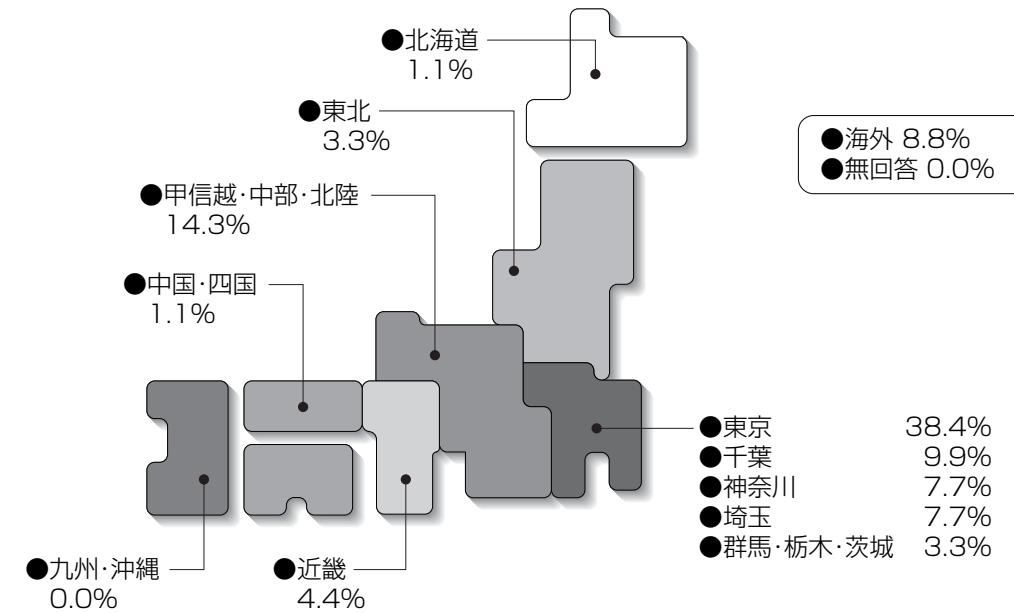 ●北海道
1.1%
●東北
3.3%
●海外 8.8%
●無回答 0.0%
●甲信越･中部･北陸
14.3%
●中国･四国
1.1%
●東京 38.4%
●千葉 9.9%
●神奈川 7.7%
●埼玉 7.7%
●群馬･栃木･茨城 3.3%
●九州･沖縄
0.0%
●近畿
4.4%